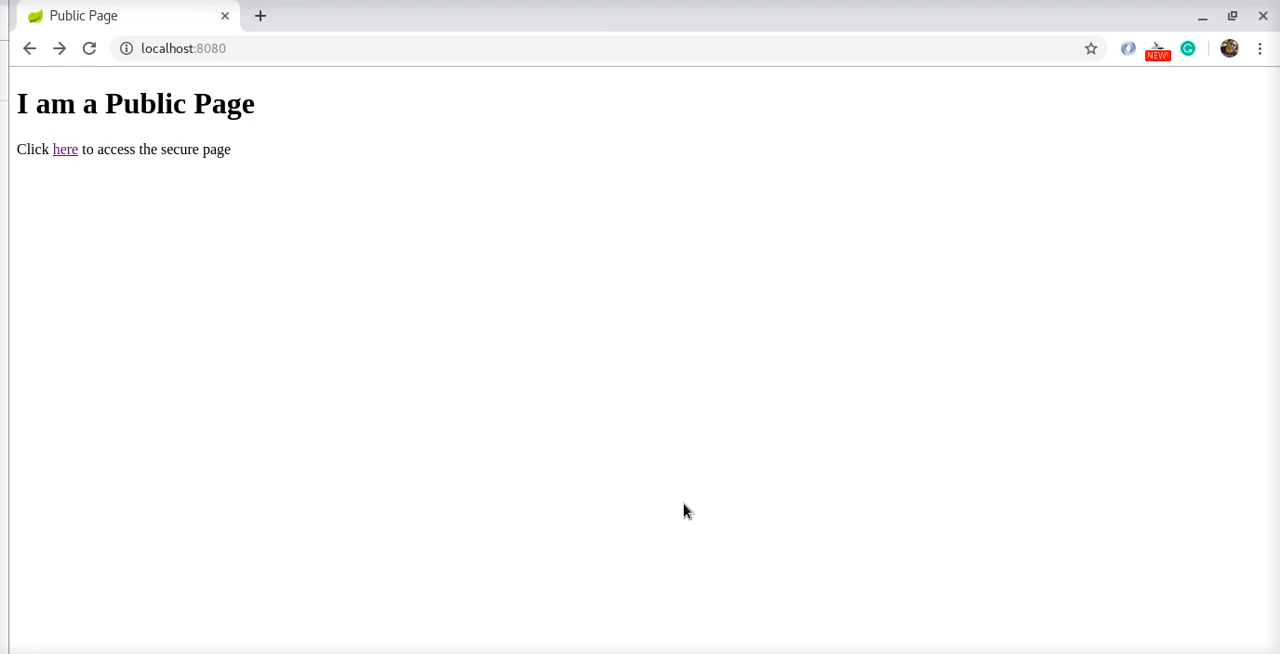 Public Page
localhost:8080
NEW!
I am a Public Page
Click here to access the secure page